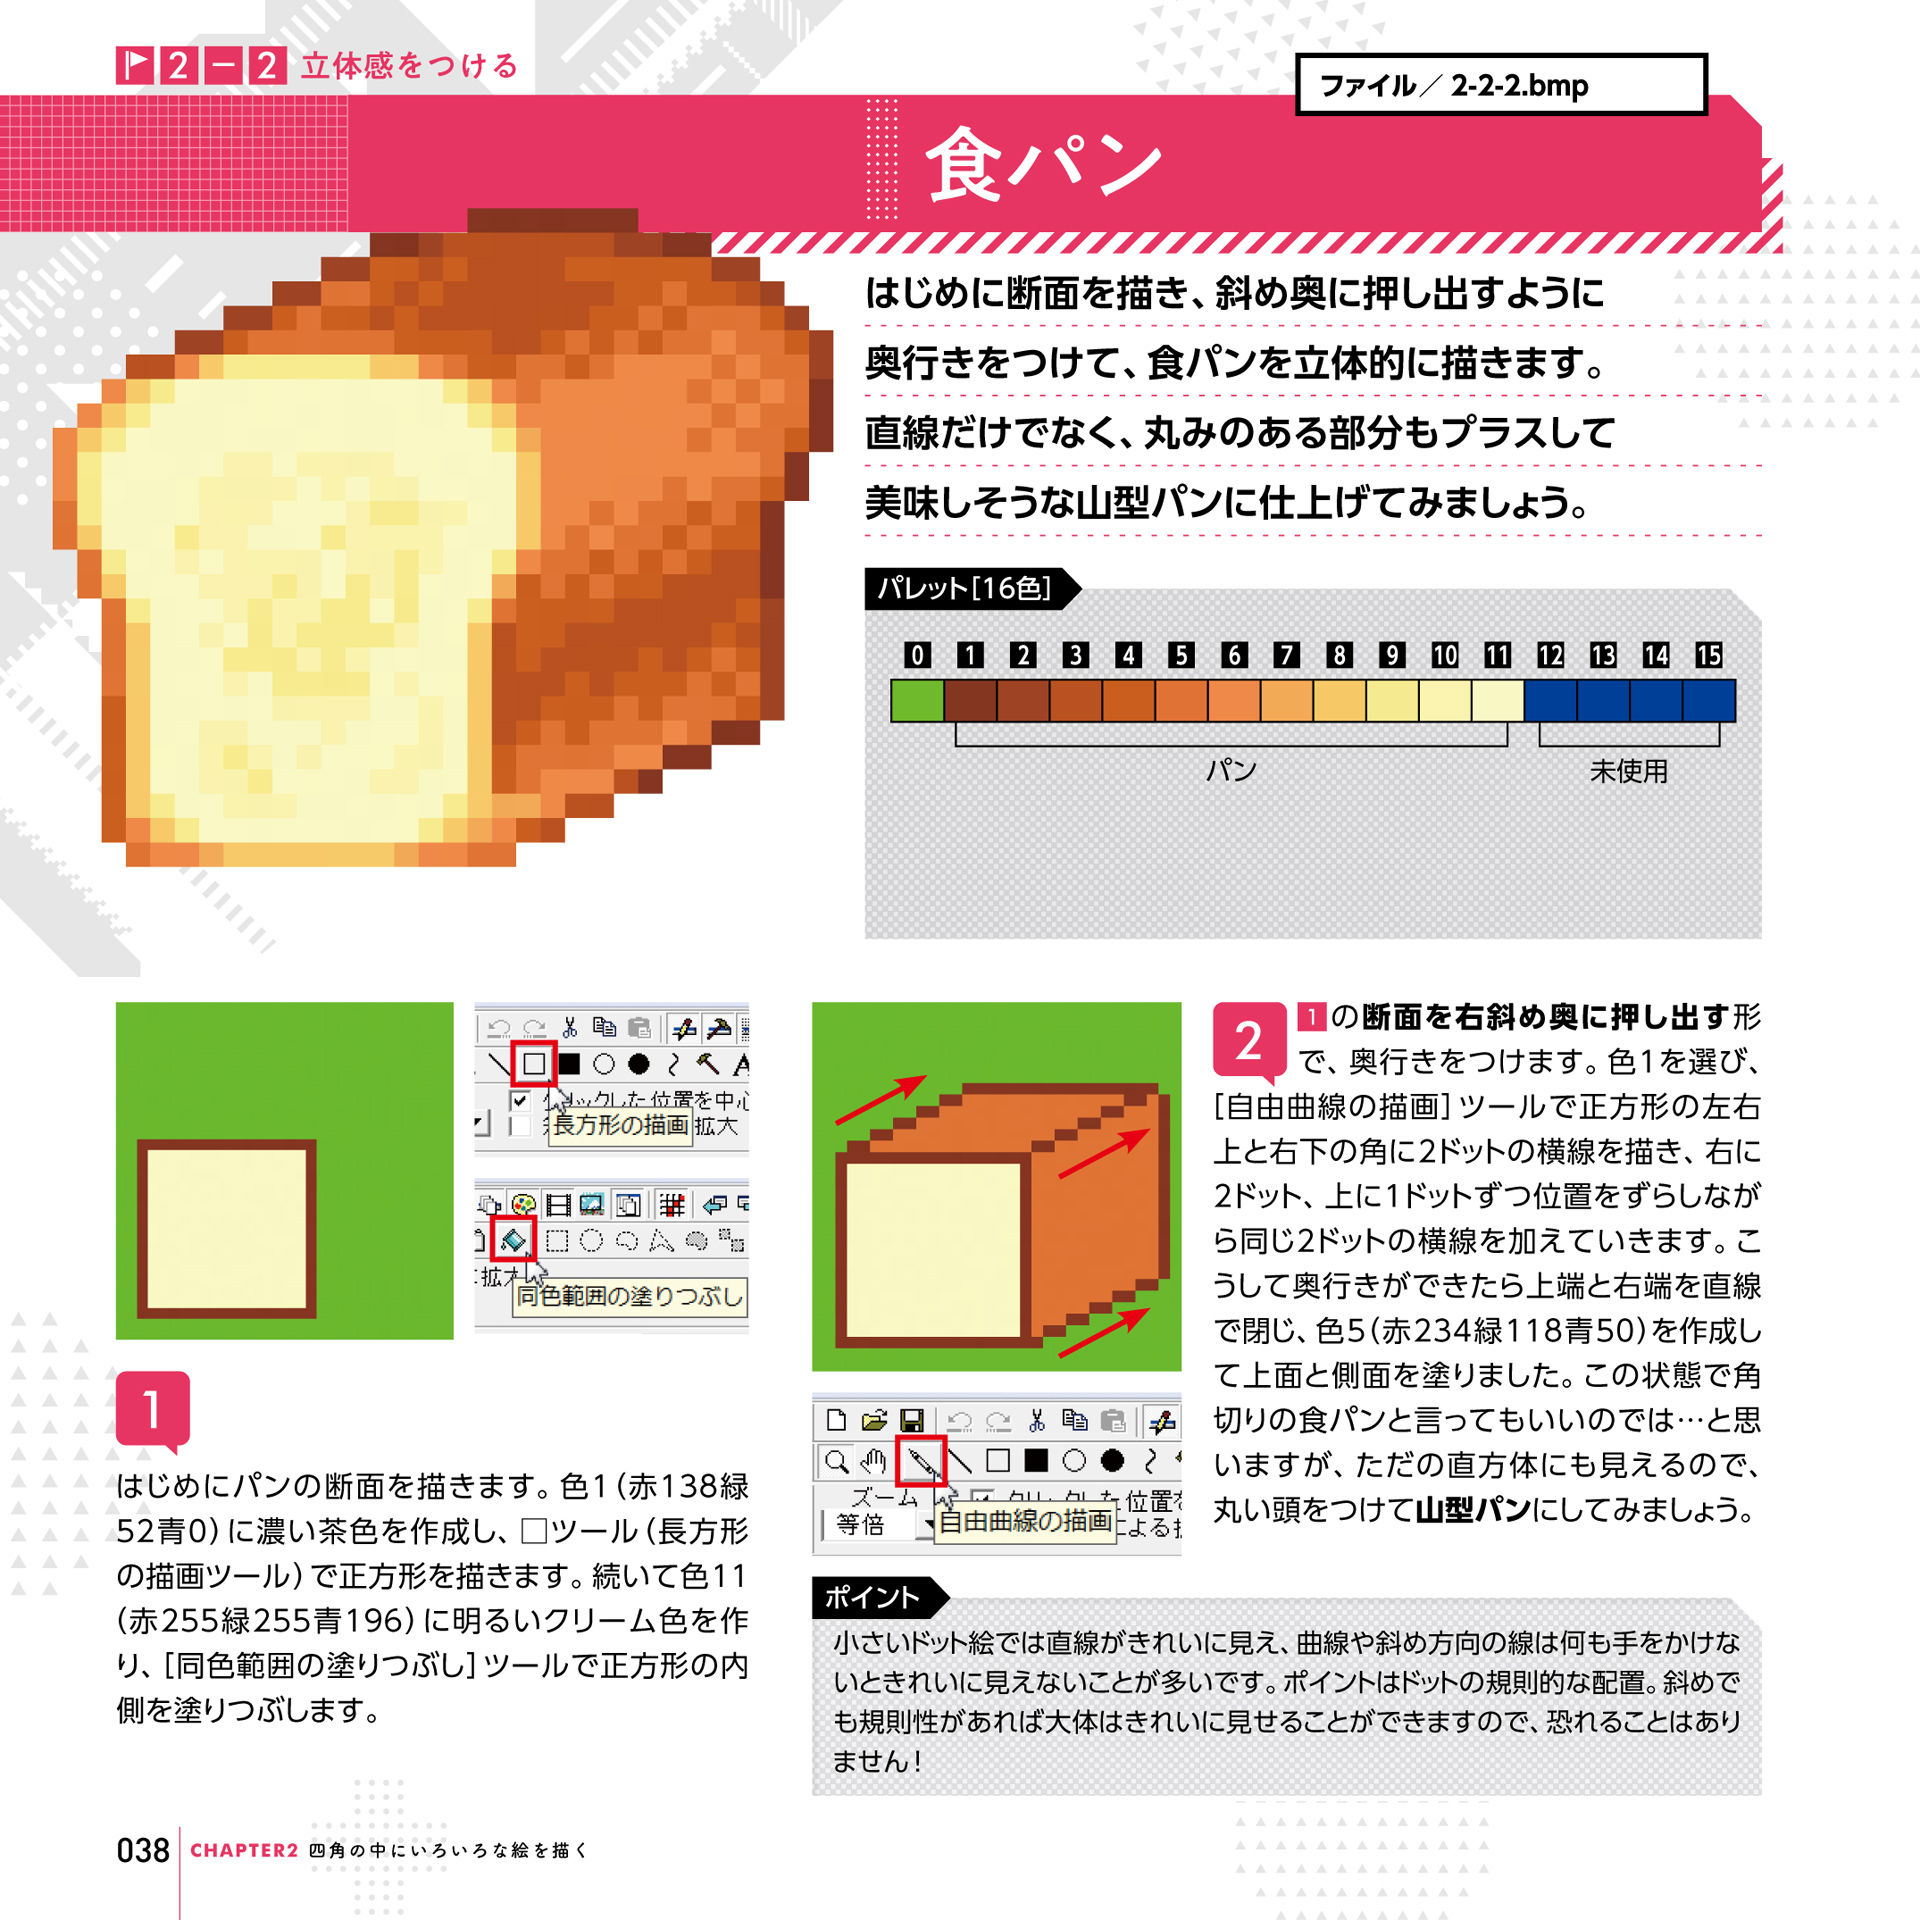 2-2 立体感をつける
ファイル／2-2-2.bmp
食パン
はじめに断面を描き、斜め奥に押し出すように
奥行きをつけて、食パンを立体的に描きます。
直線だけでなく、丸みのある部分もプラスして
美味しそうな山型パンに仕上げてみましょう。
パレット[16色]
0 1 2 3 4 5 6 7 8 9 10 11 12 13 14 15
パン
未使用
クリックした位置を中心
長方形の描画
拡大
拡大
同色範囲の塗りつぶし
1
はじめにパンの断面を描きます。色1（赤138緑
52青0）に濃い茶色を作成し、□ツール（長方形
の描画ツール）で正方形を描きます。続いて色11
（赤255緑255青196）に明るいクリーム色を作
り、［同色範囲の塗りつぶし］ツールで正方形の内
側を塗りつぶします。
ズーム
クリックした位置を
等倍
自由曲線の描画
による拡
2
1の断面を右斜め奥に押し出す形
で、奥行きをつけます。色1を選び、
［自由曲線の描画］ツールで正方形の左右
上と右下の角に2ドットの横線を描き、右に
2ドット、上に1ドットずつ位置をずらしなが
ら同じ2ドットの横線を加えていきます。こ
うして奥行きができたら上端と右端を直線
で閉じ、色5（赤234緑118青50）を作成し
て上面と側面を塗りました。この状態で角
切りの食パンと言ってもいいのでは…と思
いますが、ただの直方体にも見えるので、
丸い頭をつけて山型パンにしてみましょう。
ポイント
小さいドット絵では直線がきれいに見え、曲線や斜め方向の線は何も手をかけな
いときれいに見えないことが多いです。ポイントはドットの規則的な配置。斜めで
も規則性があれば大体はきれいに見せることができますので、恐れることはあり
ません！
038 CHAPTER2 四角の中にいろいろな絵を描く